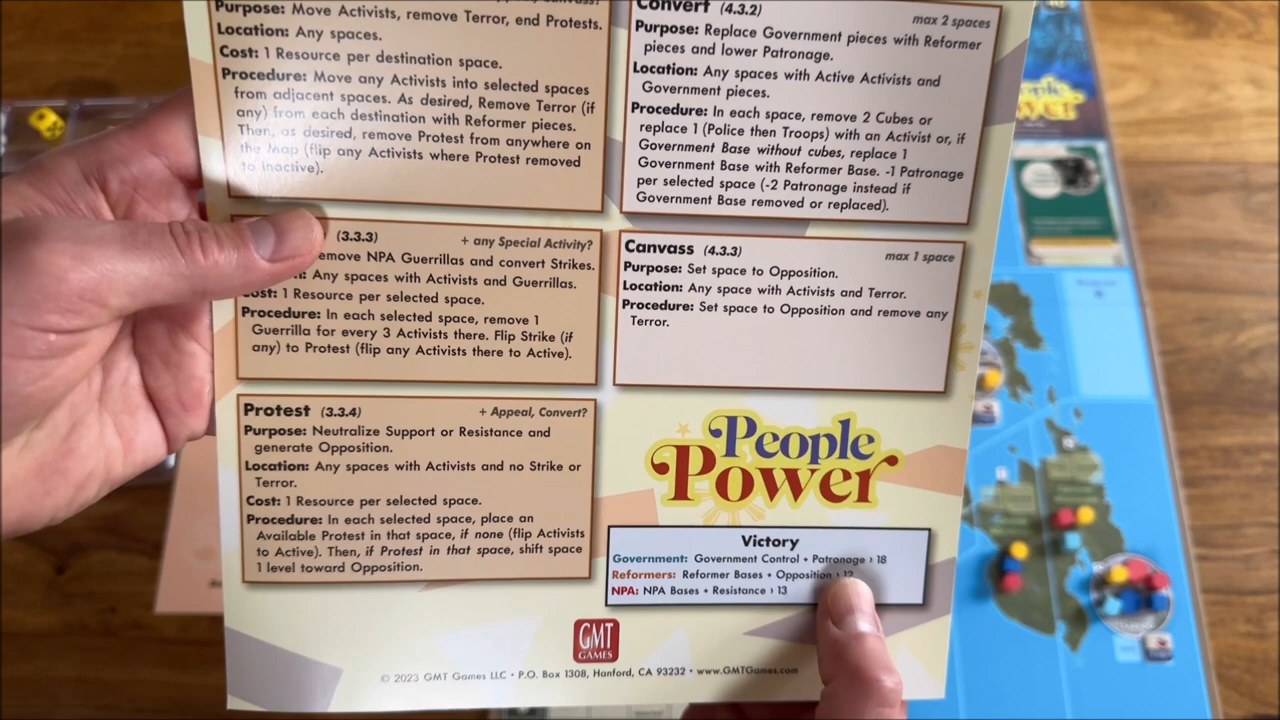 Purpose: Move Activists, remove Terror, end Protests.
Location: Any spaces.
Cost: 1 Resource per destination space.
Procedure: Move any Activists into selected spaces
from adjacent spaces. As desired, Remove Terror (if
any) from each destination with Reformer pieces.
Then, as desired, remove Protest from anywhere on
the Map (flip any Activists where Protest removed
to Inactive).
(3.3.3) + any Special Activity?
emove NPA Guerrillas and convert Strikes.
Any spaces with Activists and Guerrillas.
Cost: 1 Resource per selected space.
Procedure: In each selected space, remove 1
Guerrilla for every 3 Activists there. Flip Strike (if
any) to Protest (flip any Activists there to Active).
Protest (3.3.4) + Appeal, Convert?
Purpose: Neutralize Support or Resistance and
generate Opposition.
Location: Any spaces with Activists and no Strike or
Terror.
Cost: 1 Resource per selected space.
Procedure: In each selected space, place an
Available Protest in that space, if none (flip Activists
to Active). Then, if Protest in that space, shift space
1 level toward Opposition.
Convert (4.3.2) max 2 spaces
Purpose: Replace Government pieces with Reformer
pieces and lower Patronage.
Location: Any spaces with Active Activists and
Government pieces.
Procedure: In each space, remove 2 Cubes or
replace 1 (Police then Troops) with an Activist or, if
Government Base without cubes, replace 1
Government Base with Reformer Base. -1 Patronage
per selected space (-2 Patronage instead if
Government Base removed or replaced).
Canvass (4.3.3) max 1 space
Purpose: Set space to Opposition.
Location: Any space with Activists and Terror.
Procedure: Set space to Opposition and remove any
Terror.
People
Power
Victory
Government: Government Control + Patronage › 18
Reformers: Reformer Bases + Opposition ›
NPA: NPA Bases + Resistance › 13
GMT
GAMES
© 2023 GMT Games LLC • P.O. Box 1308, Hanford, CA 93232 • www.GMTGames.com
Power